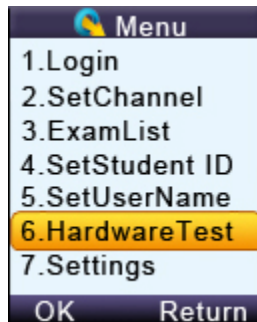 Menu
1.Login
2.SetChannel
3.ExamList
4.SetStudent ID
5.SetUserName
6.HardwareTest
7.Settings
OK Return